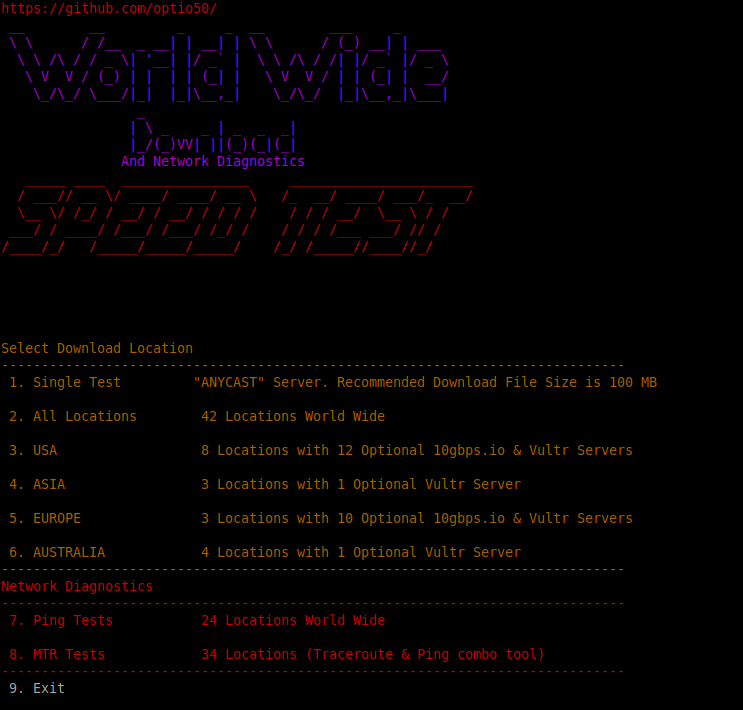 https://github.com/optio50/
World Wide
Download
And Network Diagnostics
SPEED TEST
Select Download Location
------------------------------------------------------------------------------
1. Single Test "ANYCAST" Server. Recommended Download File Size is 100 MB
2. All Locations 42 Locations World Wide
3. USA 8 Locations with 12 Optional 10gbps.io & Vultr Servers
4. ASIA 3 Locations with 1 Optional Vultr Server
5. EUROPE 3 Locations with 10 Optional 10gbps.io & Vultr Servers
6. AUSTRALIA 4 Locations with 1 Optional Vultr Server
------------------------------------------------------------------------------
Network Diagnostics
------------------------------------------------------------------------------
7. Ping Tests 24 Locations World Wide
8. MTR Tests 34 Locations (Traceroute & Ping combo tool)
------------------------------------------------------------------------------
9. Exit